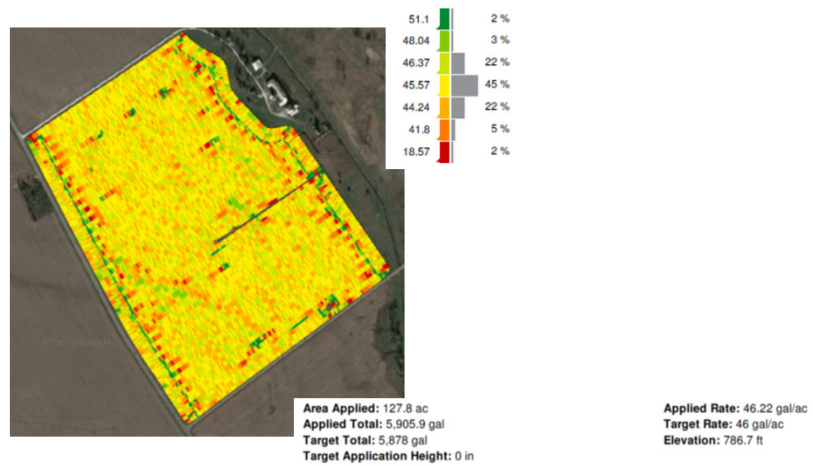 51.1 2 %
48.04 3 %
46.37 22 %
45.57 45 %
44.24 22 %
41.8 5 %
18.57 2 %
Area Applied: 127.8 ac
Applied Total: 5,905.9 gal
Target Total: 5,878 gal
Target Application Height: 0 in
Applied Rate: 46.22 gal/ac
Target Rate: 46 gal/ac
Elevation: 786.7 ft